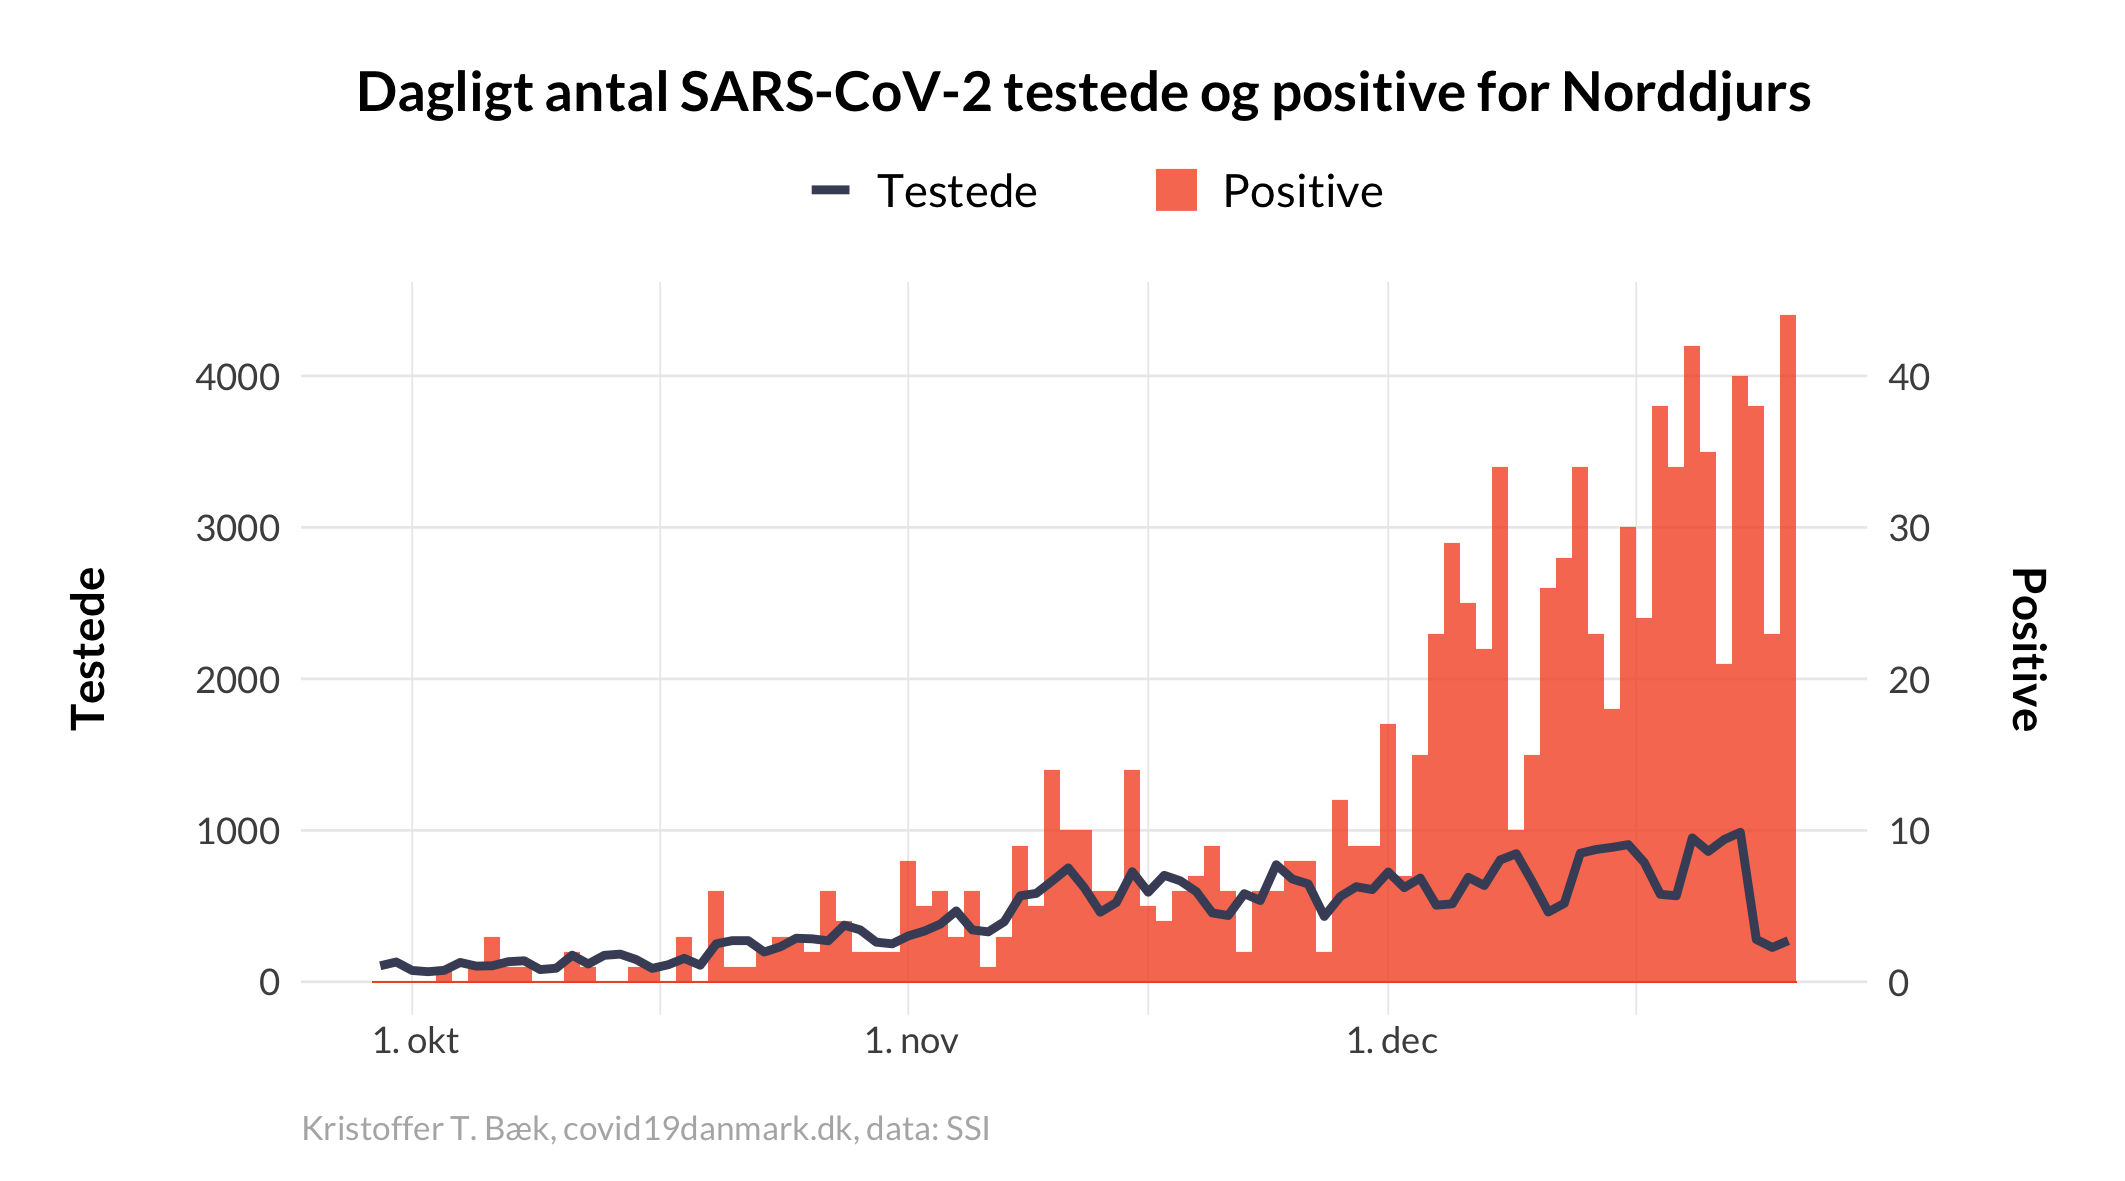 Dagligt antal SARS-CoV-2 testede og positive for Norddjurs
Testede
Positive
Testede
4000
3000
2000
1000
0
40
30
20
10
0
Positive
1. okt
1. nov
1. dec
Kristoffer T. Bæk, covid19danmark.dk, data: SSI